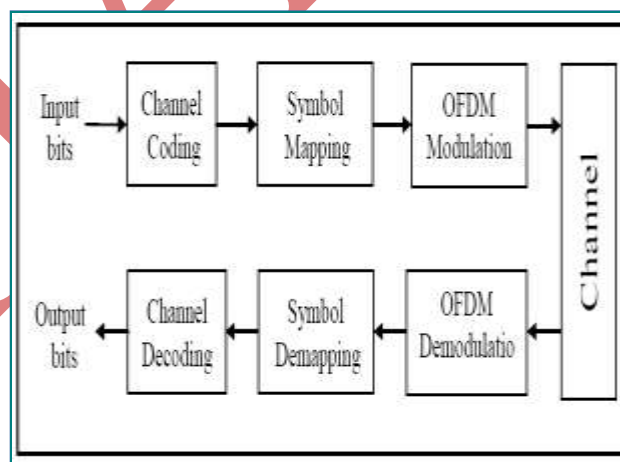 Input
bits
Channel
Coding
Symbol
Mapping
OFDM
Modulation
Channel
Output
bits
Channel
Decoding
Symbol
Demapping
OFDM
Demodulatio